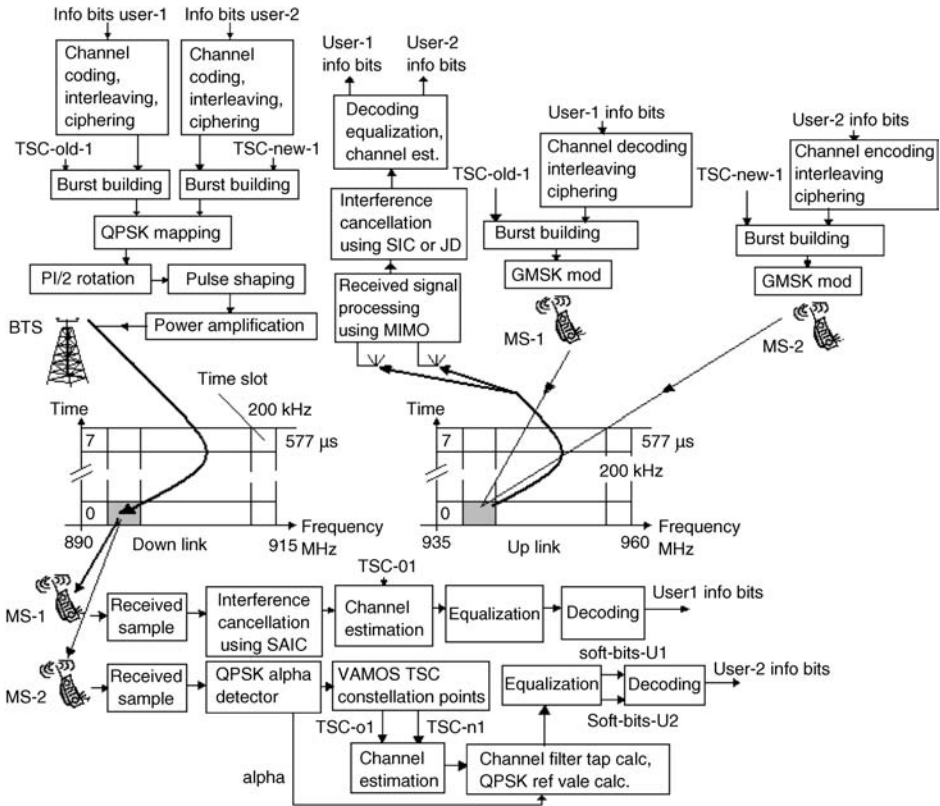 Info bits user-1
Info bits user-2
Channel
coding,
interleaving,
ciphering
Channel
coding,
interleaving,
ciphering
TSC-old-1
TSC-new-1
Burst building
Burst building
QPSK mapping
PI/2 rotation
Pulse shaping
Power amplification
BTS
User-1
info bits
User-2
info bits
Decoding
equalization,
channel est.
Interference
cancellation
using SIC or JD
Received signal
processing
using MIMO
User-1 info bits
Channel decoding
interleaving
ciphering
TSC-old-1
Burst building
GMSK mod
MS-1
User-2 info bits
Channel encoding
interleaving
ciphering
TSC-new-1
Burst building
GMSK mod
MS-2
Time slot
200 kHz
Time
7
577 µs
0
Frequency
MHz
890
Down link
915
Time
7
577 µs
200 kHz
0
Frequency
MHz
935
Up link
960
MS-1
Received
sample
Interference
cancellation
using SAIC
TSC-01
Channel
estimation
Equalization
Decoding
User1 info bits
MS-2
Received
sample
QPSK alpha
detector
VAMOS TSC
constellation points
TSC-o1
TSC-n1
Channel
estimation
alpha
Channel filter tap calc,
QPSK ref vale calc.
Equalization
soft-bits-U1
Soft-bits-U2
Decoding
User-2 info bits